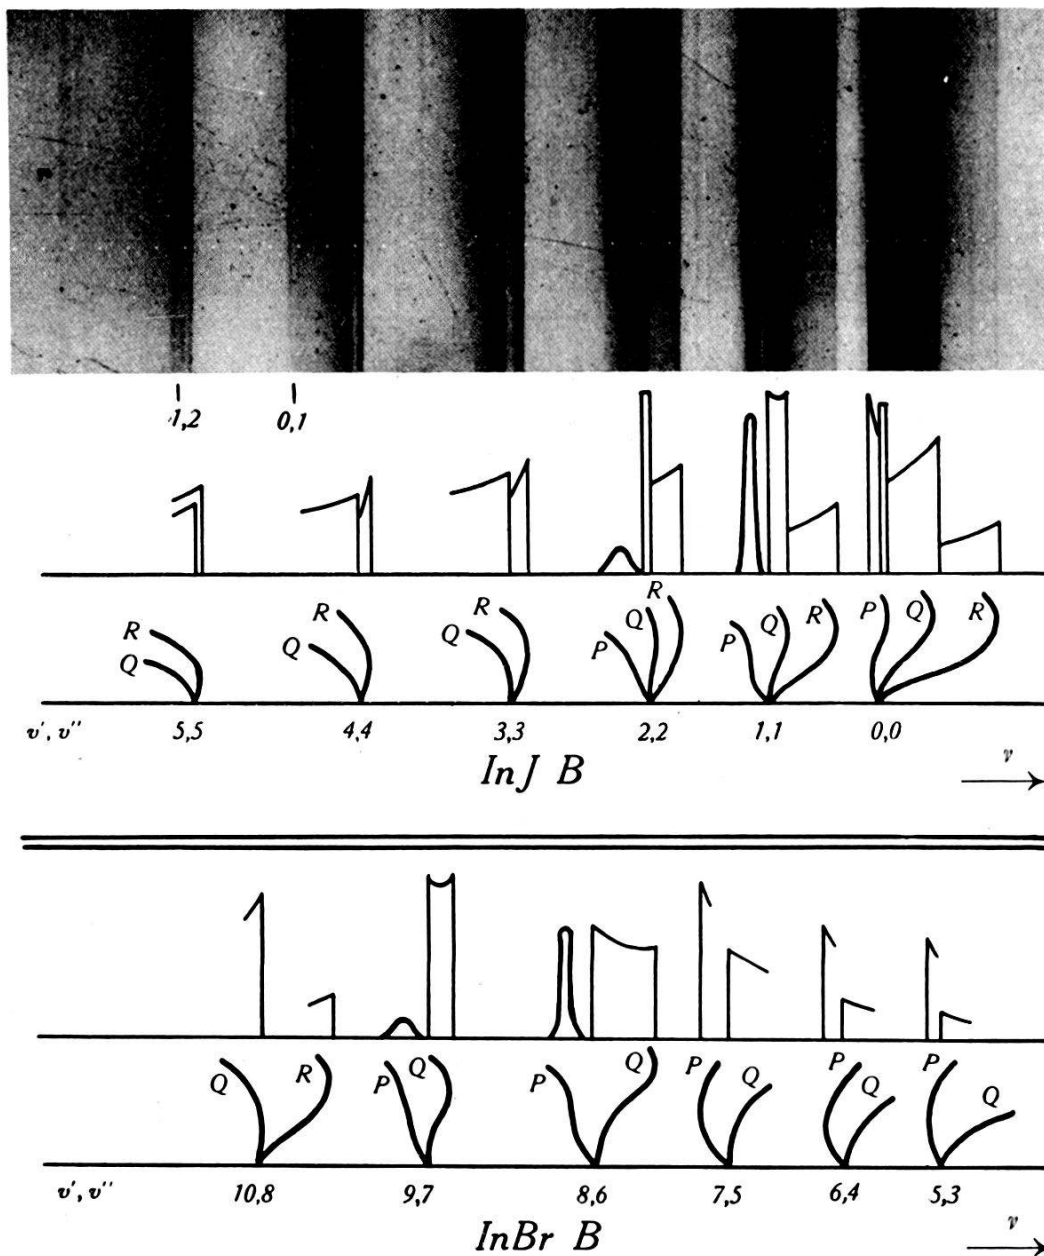 1,2 0,1
R Q R Q R Q P Q R P Q R P Q R
v', v'' 5,5 4,4 3,3 2,2 1,1 0,0
InJ B ν
Q R P Q P Q P Q P Q P Q
v', v'' 10,8 9,7 8,6 7,5 6,4 5,3
InBr B ν